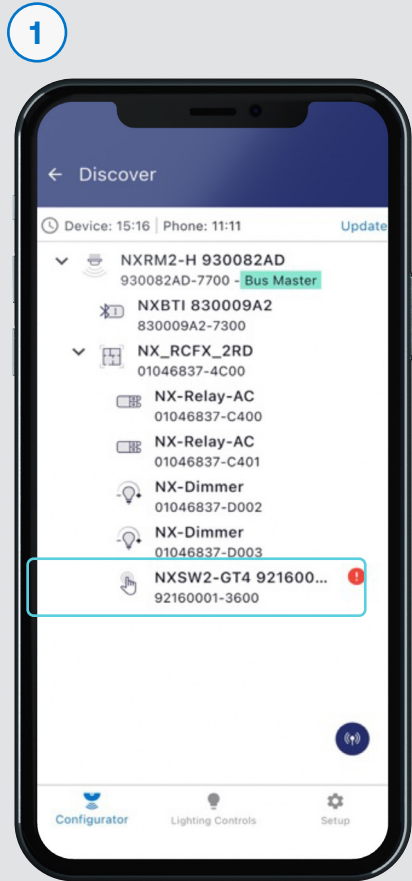 1
← Discover
Device: 15:16 | Phone: 11:11 Update
NXRM2-H 930082AD
930082AD-7700 - Bus Master
NXBTI 830009A2
830009A2-7300
NX_RCFX_2RD
01046837-4C00
NX-Relay-AC
01046837-C400
NX-Relay-AC
01046837-C401
NX-Dimmer
01046837-D002
NX-Dimmer
01046837-D003
NXSW2-GT4 921600... !
92160001-3600
Configurator Lighting Controls Setup